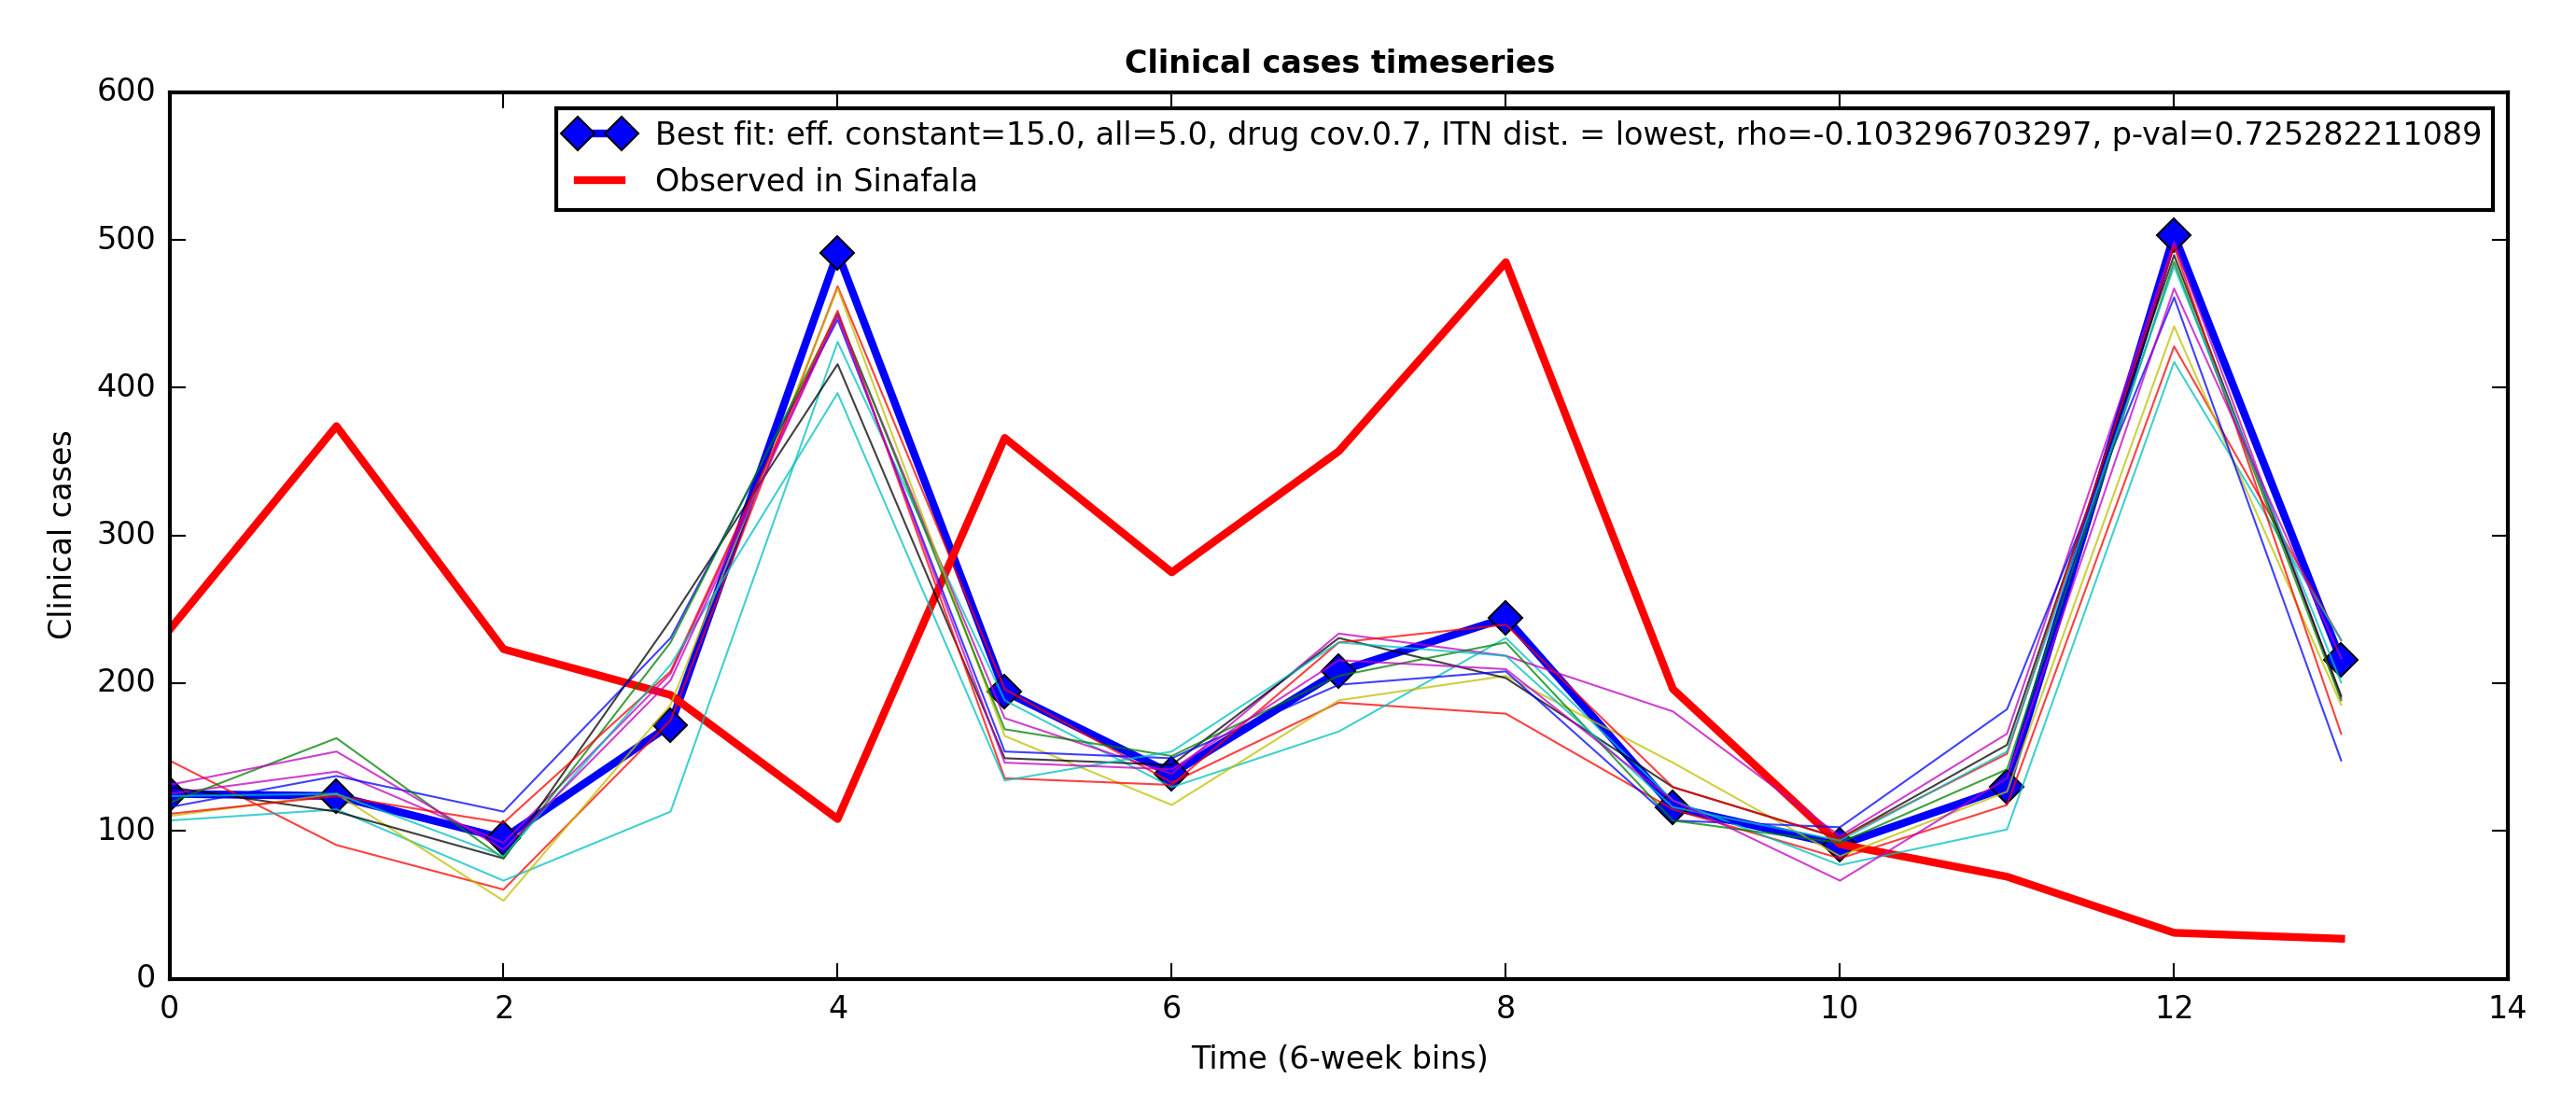 Clinical cases timeseries
600
500
400
300
200
100
0
Clinical cases
Best fit: eff. constant=15.0, all=5.0, drug cov.0.7, ITN dist. = lowest, rho=-0.103296703297, p-val=0.725282211089
Observed in Sinafala
0 2 4 6 8 10 12 14
Time (6-week bins)